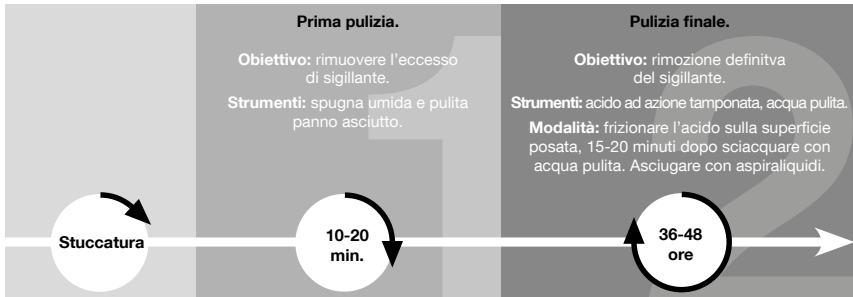 Prima pulizia.
Obiettivo: rimuovere l'eccesso
di sigillante.
Strumenti: spugna umida e pulita
panno asciutto.
1
Pulizia finale.
Obiettivo: rimozione definitva
del sigillante.
Strumenti: acido ad azione tamponata, acqua pulita.
Modalità: frizionare l'acido sulla superficie
posata, 15-20 minuti dopo sciacquare con
acqua pulita. Asciugare con aspiraliquidi.
2
Stuccatura
10-20
min.
36-48
ore